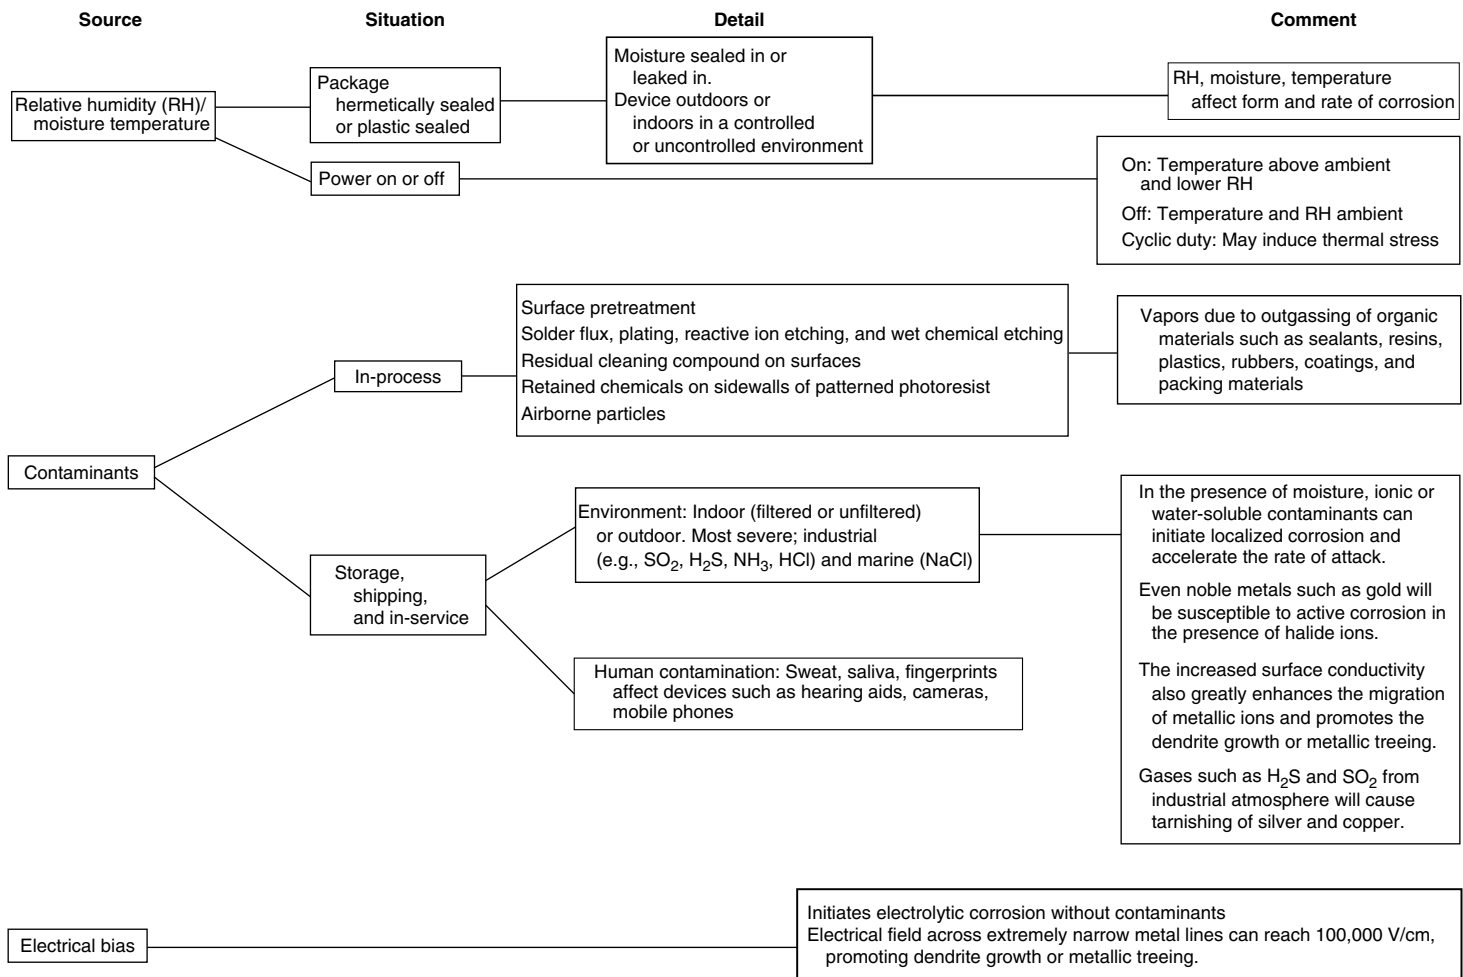 Source
Situation
Detail
Comment
Relative humidity (RH)/
moisture temperature
Package
hermetically sealed
or plastic sealed
Moisture sealed in or
leaked in.
Device outdoors or
indoors in a controlled
or uncontrolled environment
RH, moisture, temperature
affect form and rate of corrosion
Power on or off
On: Temperature above ambient
and lower RH
Off: Temperature and RH ambient
Cyclic duty: May induce thermal stress
Contaminants
In-process
Surface pretreatment
Solder flux, plating, reactive ion etching, and wet chemical etching
Residual cleaning compound on surfaces
Retained chemicals on sidewalls of patterned photoresist
Airborne particles
Vapors due to outgassing of organic
materials such as sealants, resins,
plastics, rubbers, coatings, and
packing materials
Storage,
shipping,
and in-service
Environment: Indoor (filtered or unfiltered)
or outdoor. Most severe; industrial
(e.g., SO₂, H₂S, NH₃, HCl) and marine (NaCl)
Human contamination: Sweat, saliva, fingerprints
affect devices such as hearing aids, cameras,
mobile phones
In the presence of moisture, ionic or
water-soluble contaminants can
initiate localized corrosion and
accelerate the rate of attack.
Even noble metals such as gold will
be susceptible to active corrosion in
the presence of halide ions.
The increased surface conductivity
also greatly enhances the migration
of metallic ions and promotes the
dendrite growth or metallic treeing.
Gases such as H₂S and SO₂ from
industrial atmosphere will cause
tarnishing of silver and copper.
Electrical bias
Initiates electrolytic corrosion without contaminants
Electrical field across extremely narrow metal lines can reach 100,000 V/cm,
promoting dendrite growth or metallic treeing.